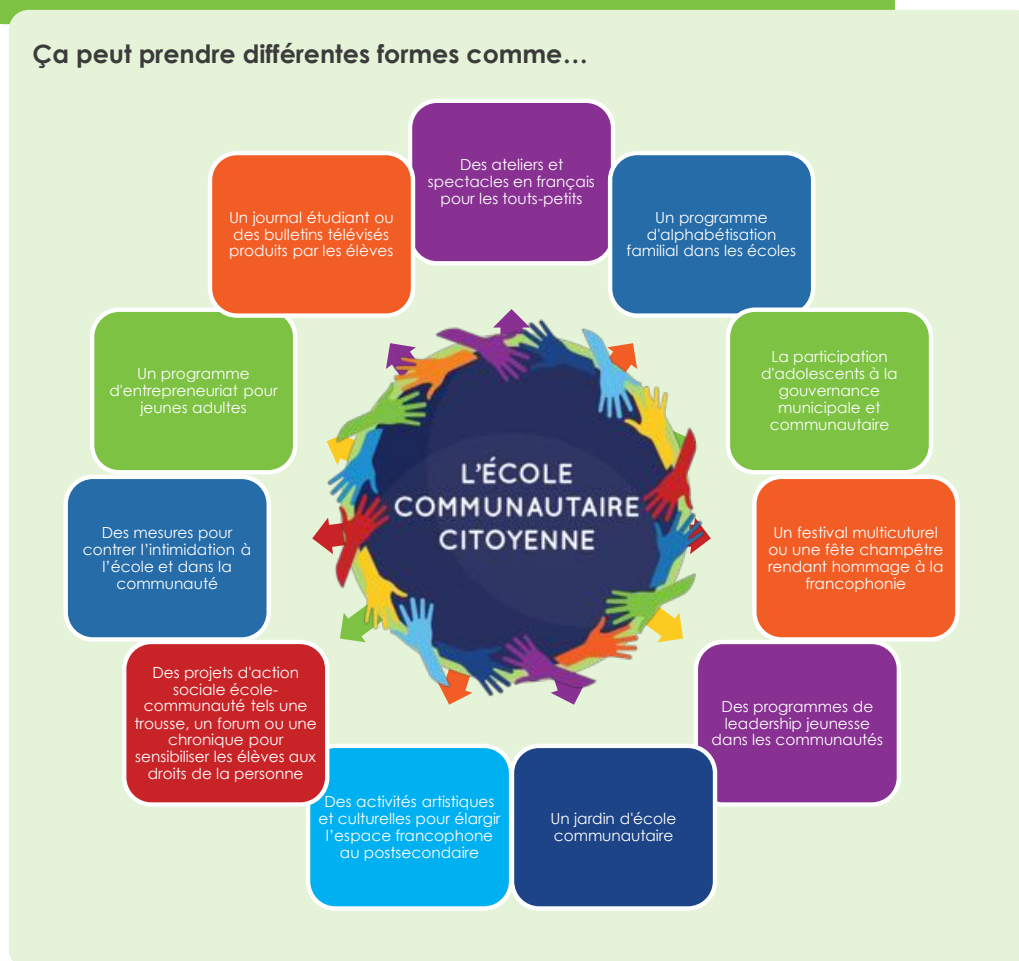 Ça peut prendre différentes formes comme…
Des ateliers et
spectacles en français
pour les touts-petits
Un programme
d'alphabétisation
familial dans les écoles
La participation
d'adolescents à la
gouvernance
municipale et
communautaire
Un festival multicuturel
ou une fête champêtre
rendant hommage à la
francophonie
Des programmes de
leadership jeunesse
dans les communautés
Un jardin d'école
communautaire
Des activités artistiques
et culturelles pour élargir
l'espace francophone
au postsecondaire
Des projets d'action
sociale école-
communauté tels une
trousse, un forum ou une
chronique pour
sensibiliser les élèves aux
droits de la personne
Des mesures pour
contrer l'intimidation à
l'école et dans la
communauté
Un programme
d'entrepreneuriat pour
jeunes adultes
Un journal étudiant ou
des bulletins télévisés
produits par les élèves
L'ÉCOLE
COMMUNAUTAIRE
CITOYENNE